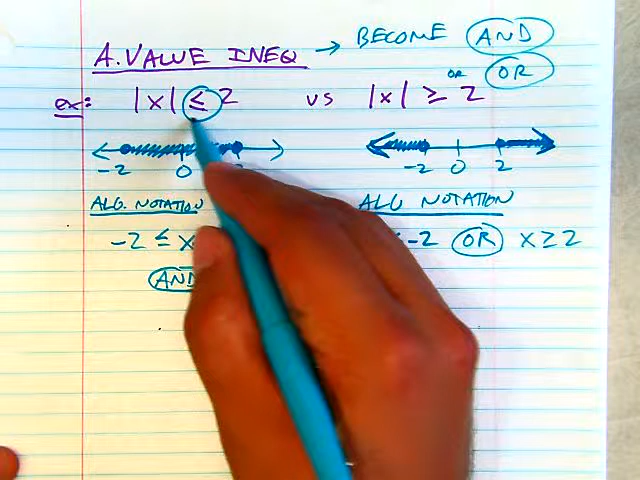 A. VALUE INEQ → BECOME AND
OR
ex: |x| ≤ 2 vs |x| ≥ 2
OR
-2 0 -2 0 2
ALG. NOTATION ALG NOTATION
-2 ≤ x -2 OR x ≥ 2
AND